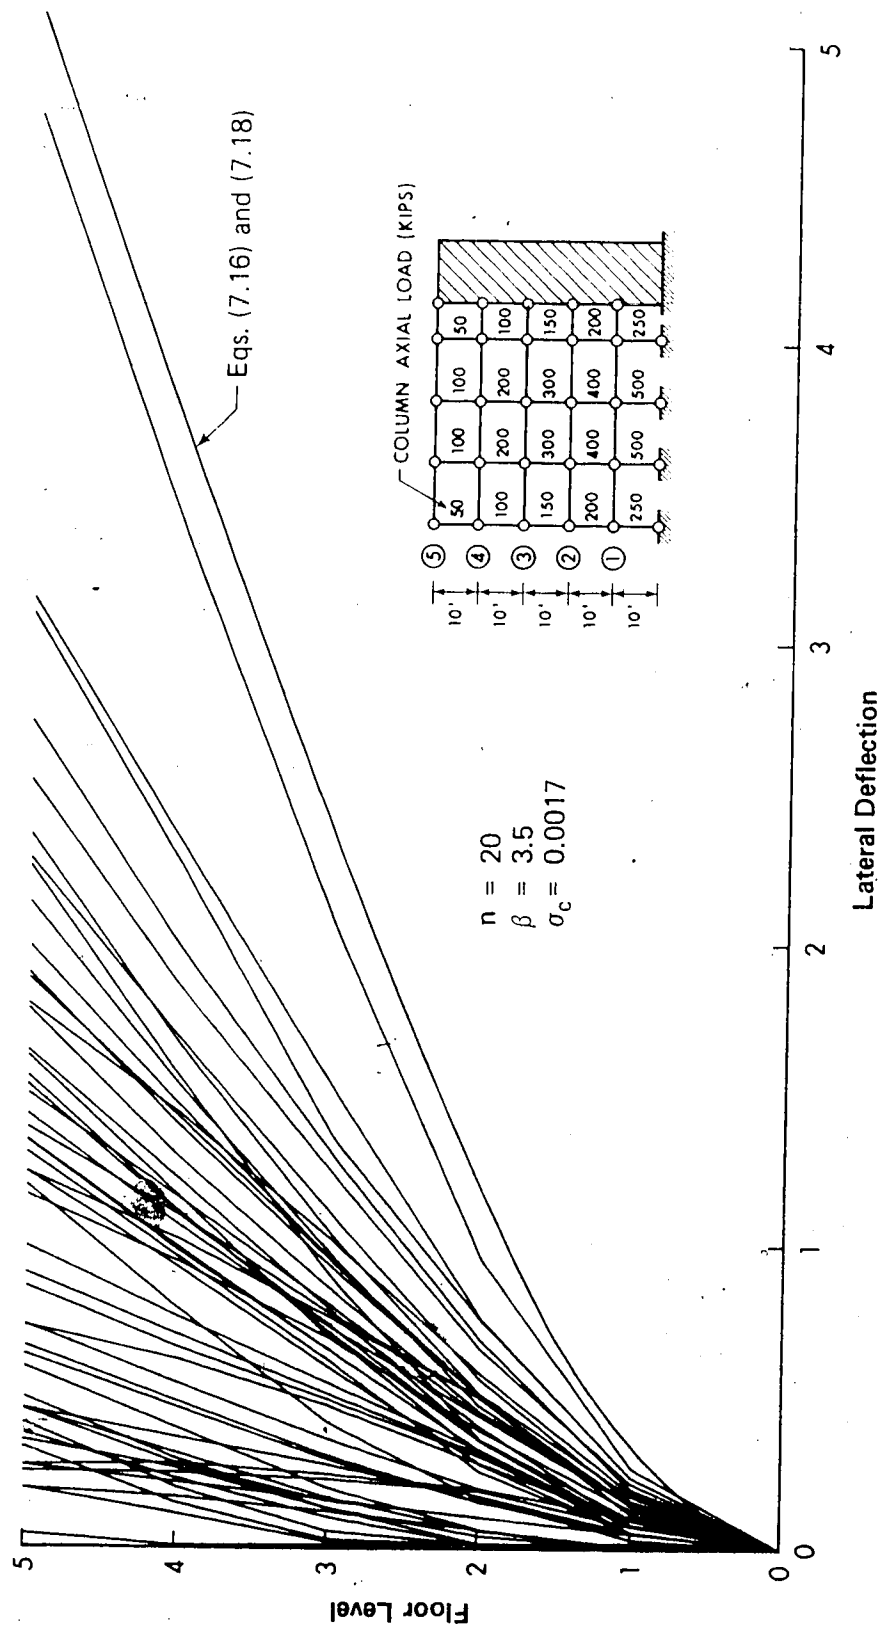 Eqs. (7.16) and (7.18)
COLUMN AXIAL LOAD (KIPS)
n = 20
β = 3.5
σc = 0.0017
⑤
④
③
②
①
10'
10'
10'
10'
10'
50 100 100 50
100 200 200 100
150 300 300 150
200 400 400 200
250 500 500 250
Floor Level
5
4
3
2
1
0
0 1 2 3 4 5
Lateral Deflection